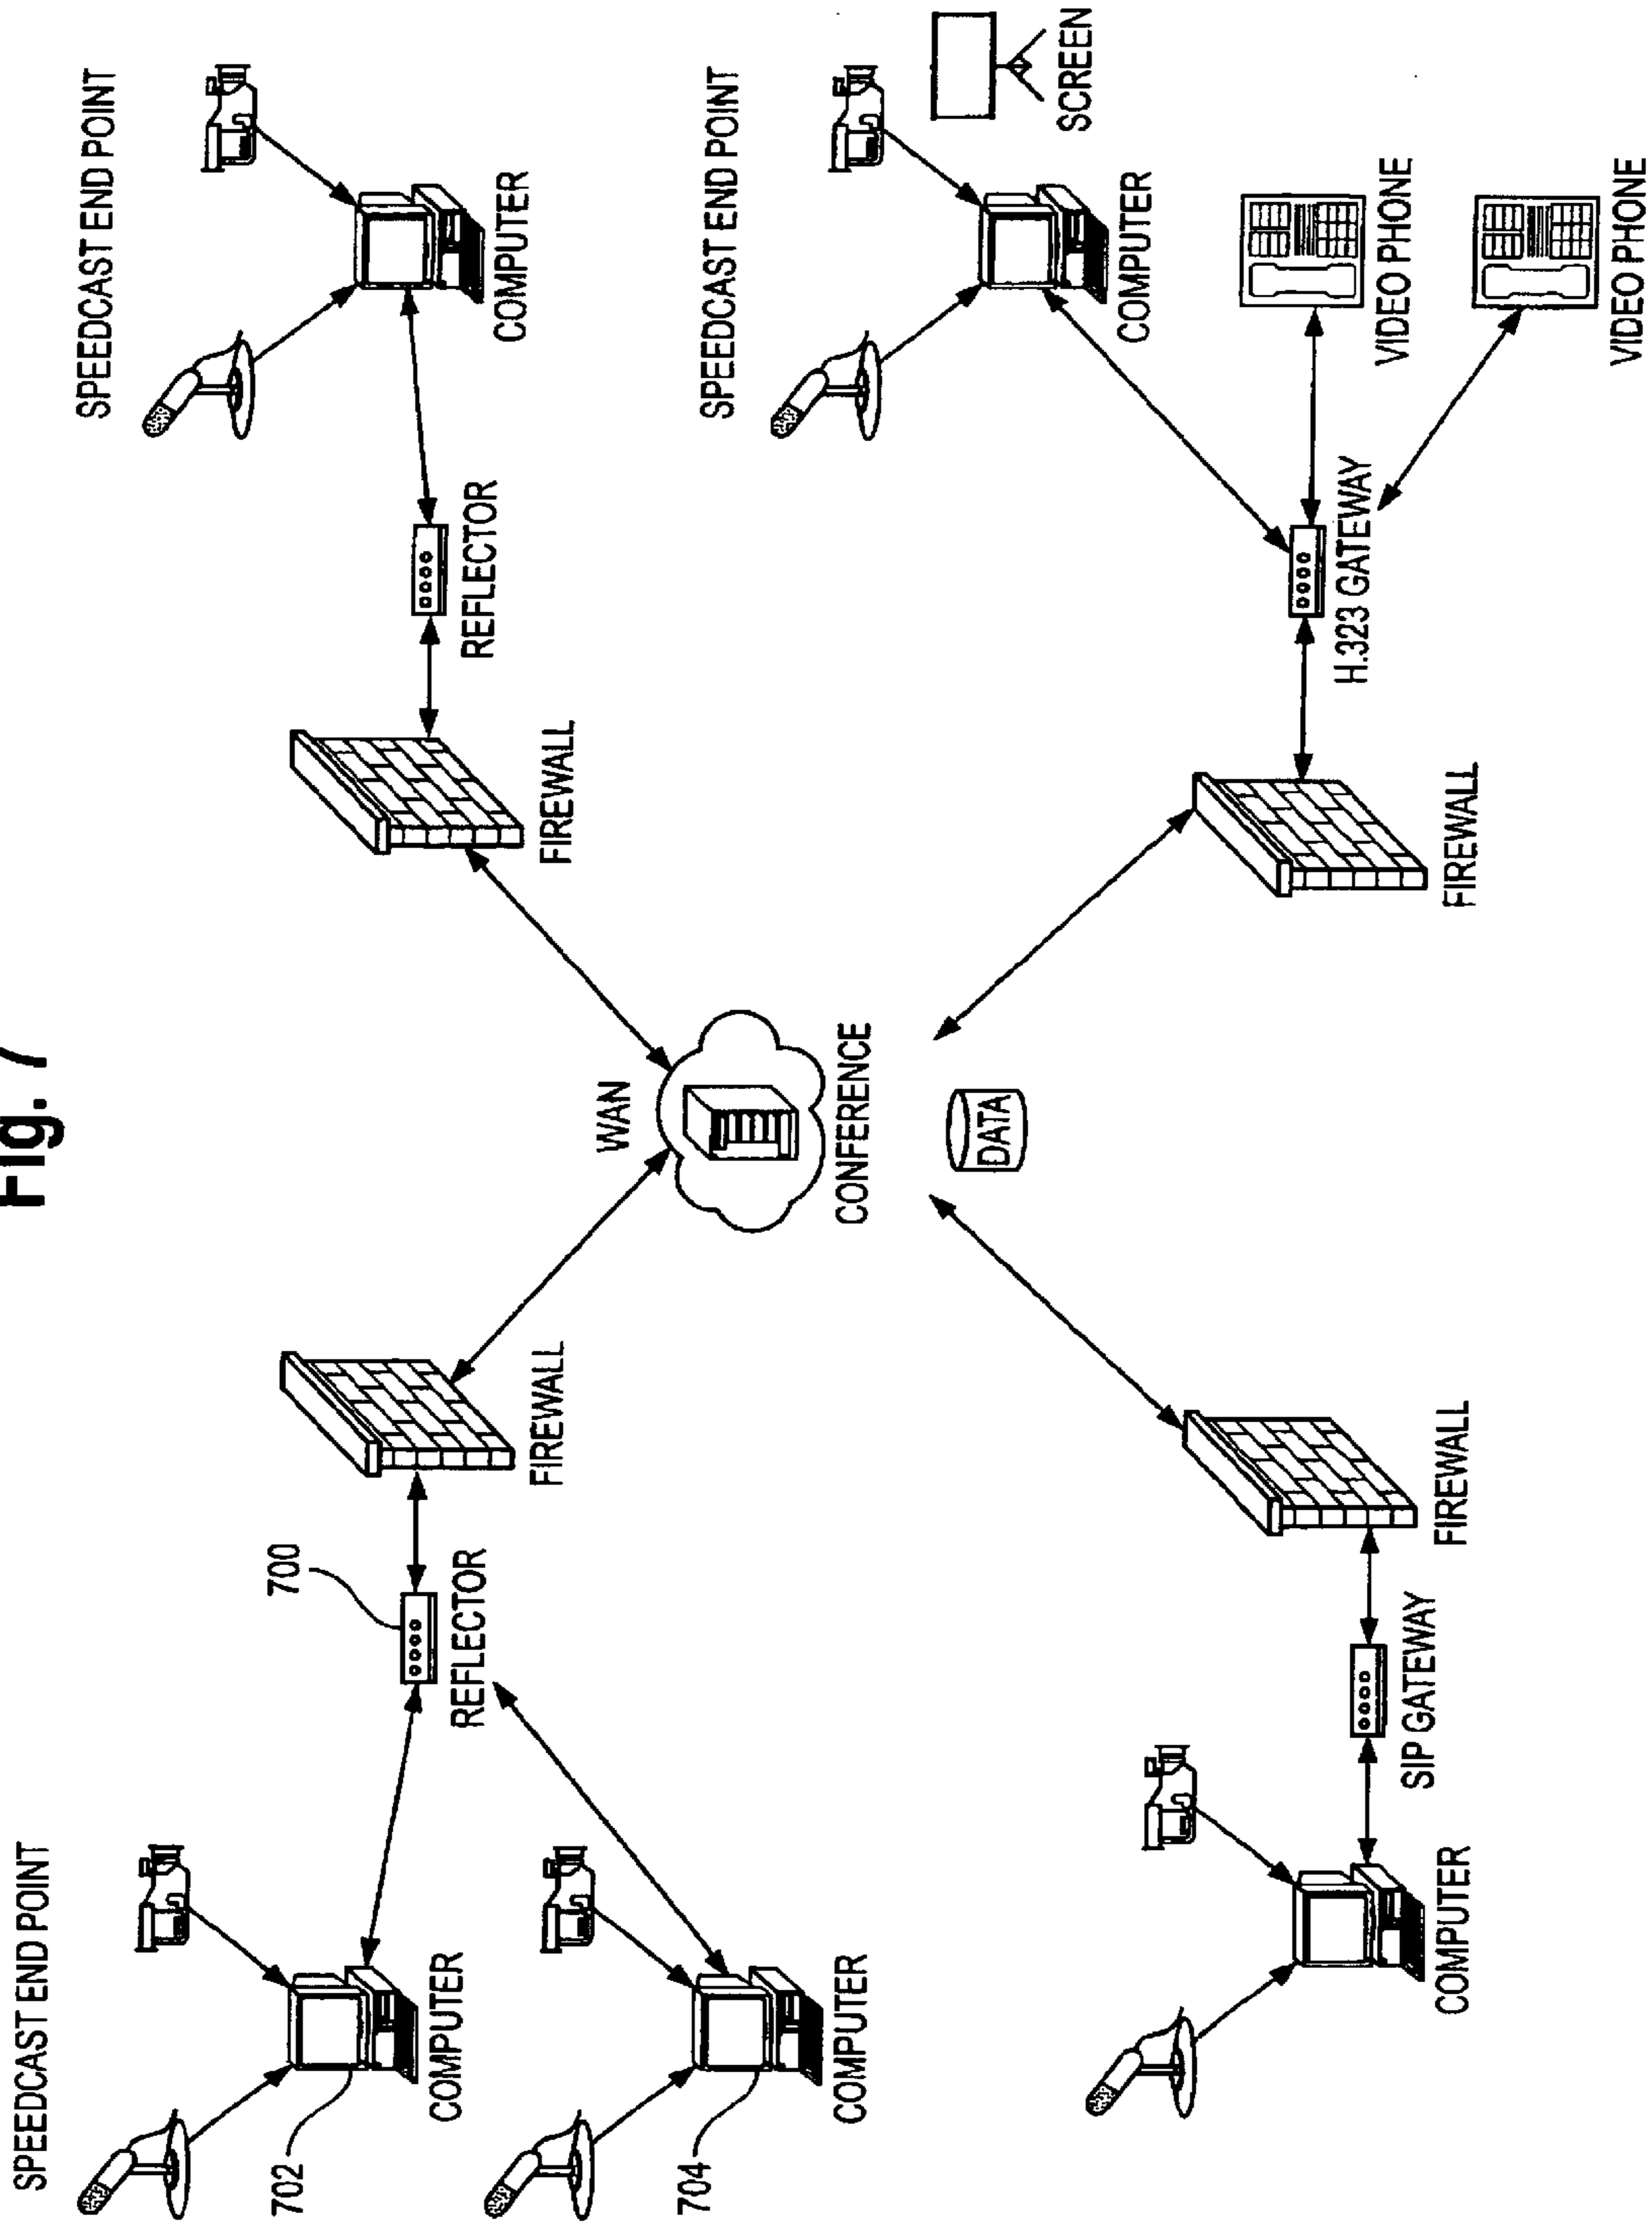 Fig. 7
SPEEDCAST END POINT
702
COMPUTER
704
COMPUTER
700
REFLECTOR
FIREWALL
WAN
CONFERENCE
DATA
FIREWALL
REFLECTOR
SPEEDCAST END POINT
COMPUTER
COMPUTER
SIP GATEWAY
FIREWALL
FIREWALL
H.323 GATEWAY
SPEEDCAST END POINT
COMPUTER
SCREEN
VIDEO PHONE
VIDEO PHONE